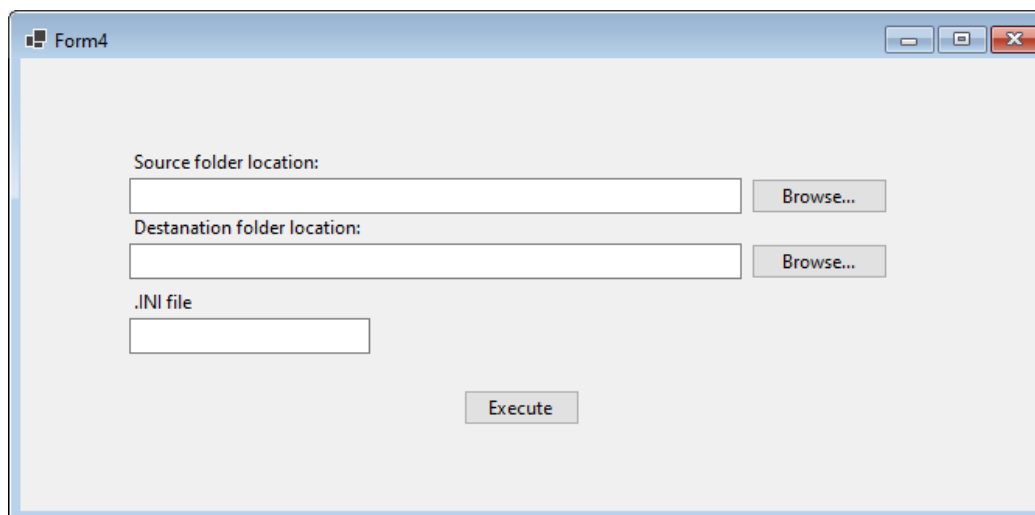 Form4
Source folder location:
Browse...
Destanation folder location:
Browse...
.INI file
Execute